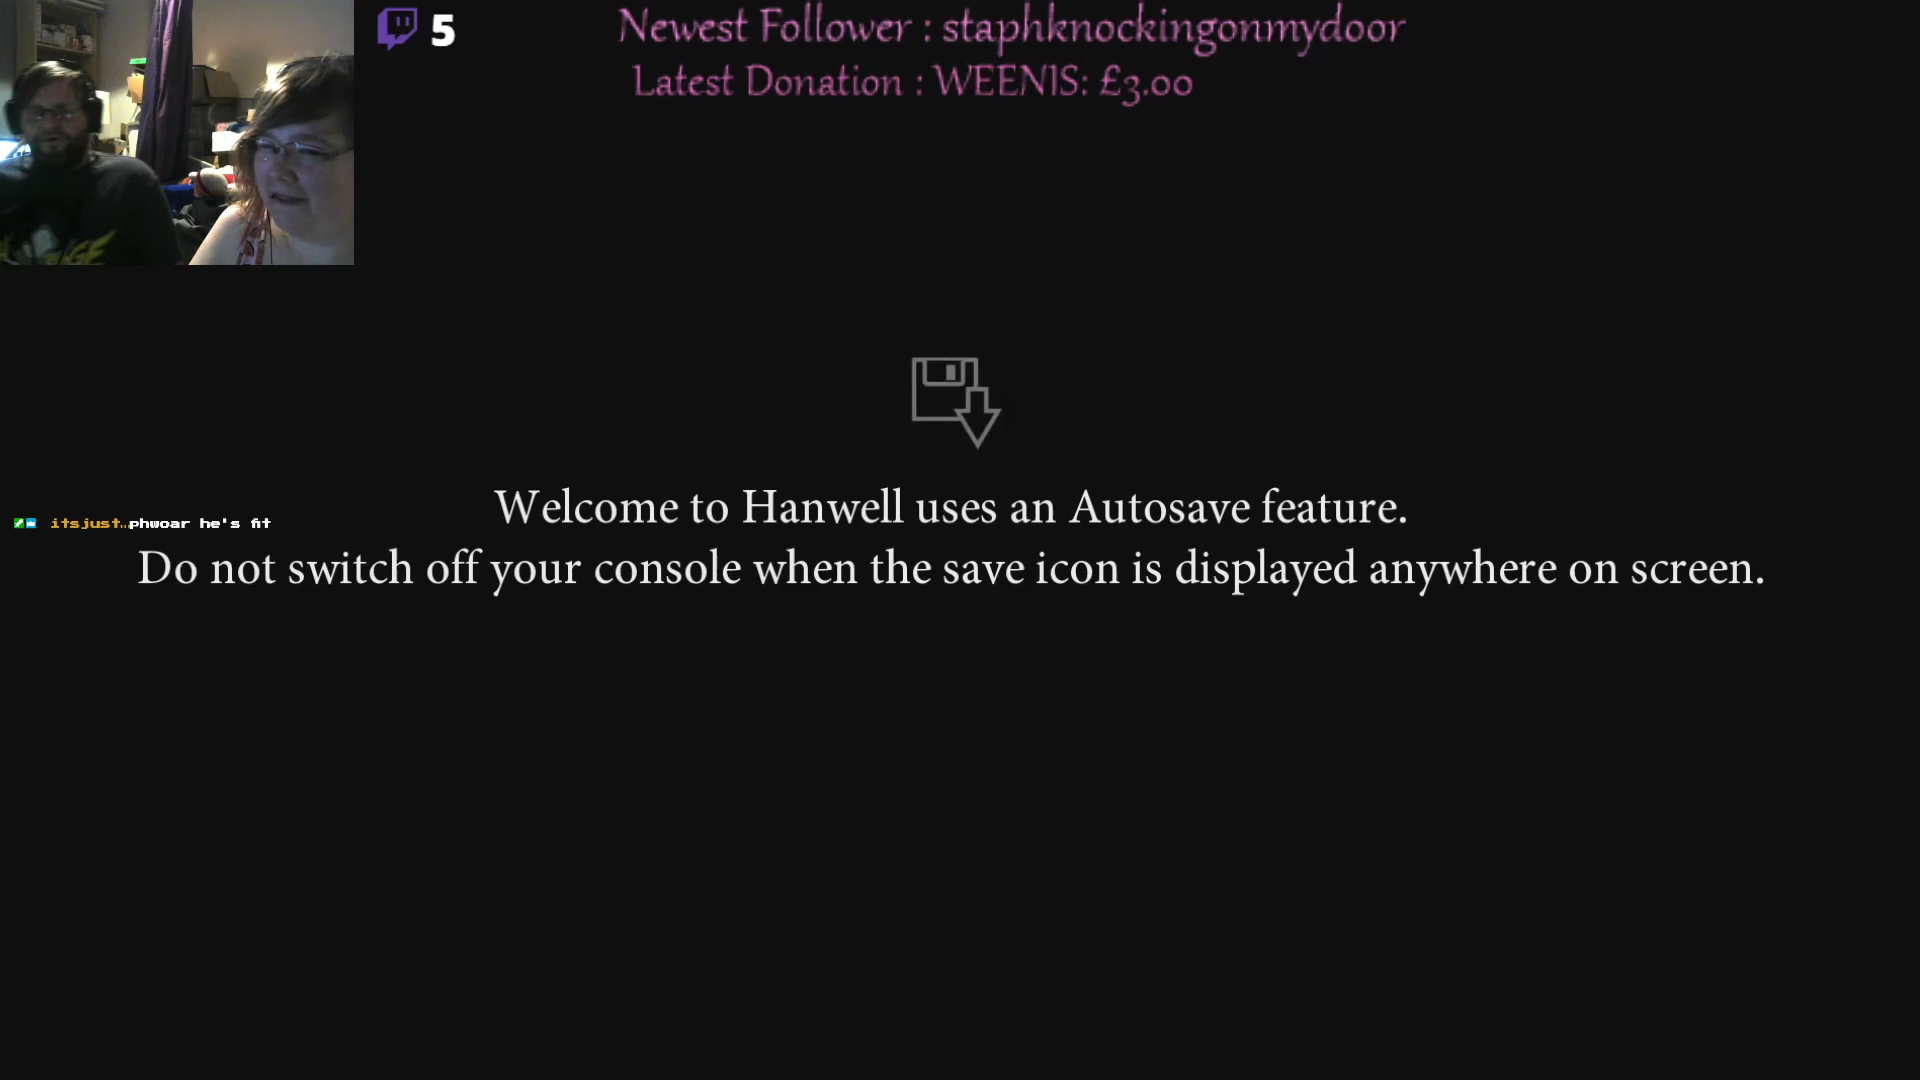 5
Newest Follower : staphknockingonmydoor
Latest Donation : WEENIS: £3.00
Welcome to Hanwell uses an Autosave feature.
itsjust..phwoar he's fit
Do not switch off your console when the save icon is displayed anywhere on screen.